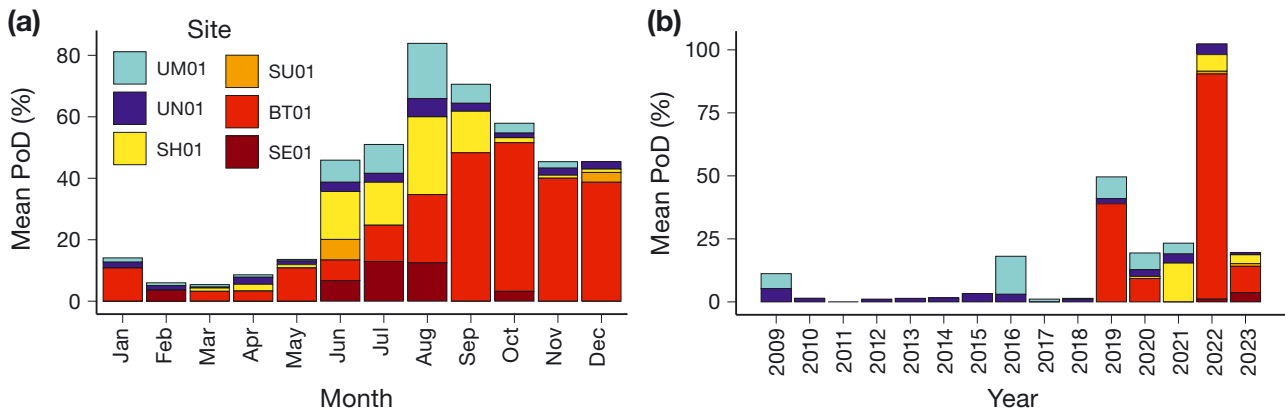 (a)
Site
UM01
UN01
SH01
SU01
BT01
SE01
Mean PoD (%)
80
60
40
20
0
Jan
Feb
Mar
Apr
May
Jun
Jul
Aug
Sep
Oct
Nov
Dec
Month
(b)
Mean PoD (%)
100
75
50
25
0
2009
2010
2011
2012
2013
2014
2015
2016
2017
2018
2019
2020
2021
2022
2023
Year